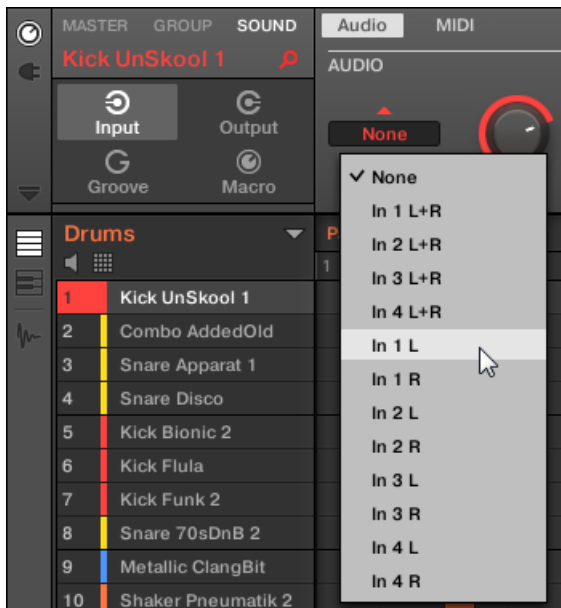 MASTER GROUP SOUND
Kick UnSkool 1
Input Output
Groove Macro
Audio MIDI
AUDIO
None
✓ None
In 1 L+R
In 2 L+R
In 3 L+R
In 4 L+R
In 1 L
In 1 R
In 2 L
In 2 R
In 3 L
In 3 R
In 4 L
In 4 R
Drums
1 Kick UnSkool 1
2 Combo AddedOld
3 Snare Apparat 1
4 Snare Disco
5 Kick Bionic 2
6 Kick Flula
7 Kick Funk 2
8 Snare 70sDnB 2
9 Metallic ClangBit
10 Shaker Pneumatik 2
1